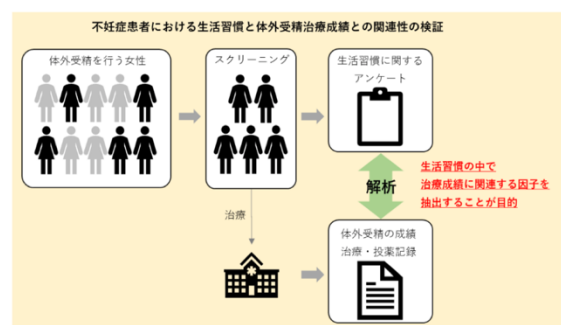 不妊症患者における生活習慣と体外受精治療成績との関連性の検証
体外受精を行う女性
スクリーニング
生活習慣に関する
アンケート
解析
生活習慣の中で
治療成績に関連する因子を
抽出することが目的
治療
体外受精の成績
治療・投薬記録